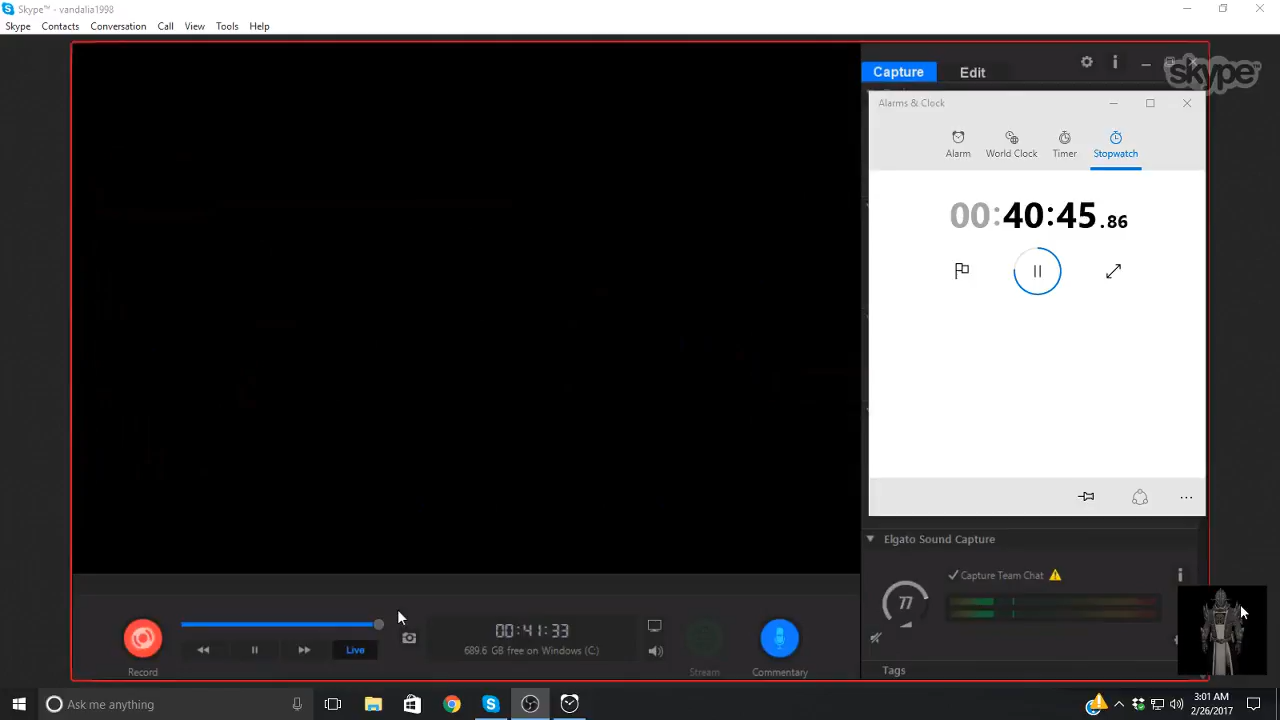 Skype™ - vandalia1998
Skype Contacts Conversation Call View Tools Help
Capture Edit
skype™
Alarms & Clock
Alarm World Clock Timer Stopwatch
00:40:45.86
Elgato Sound Capture
Capture Team Chat
77
00:41:33
689.6 GB free on Windows (C:)
Live
Record Stream Commentary
Tags
Ask me anything
3:01 AM
2/26/2017